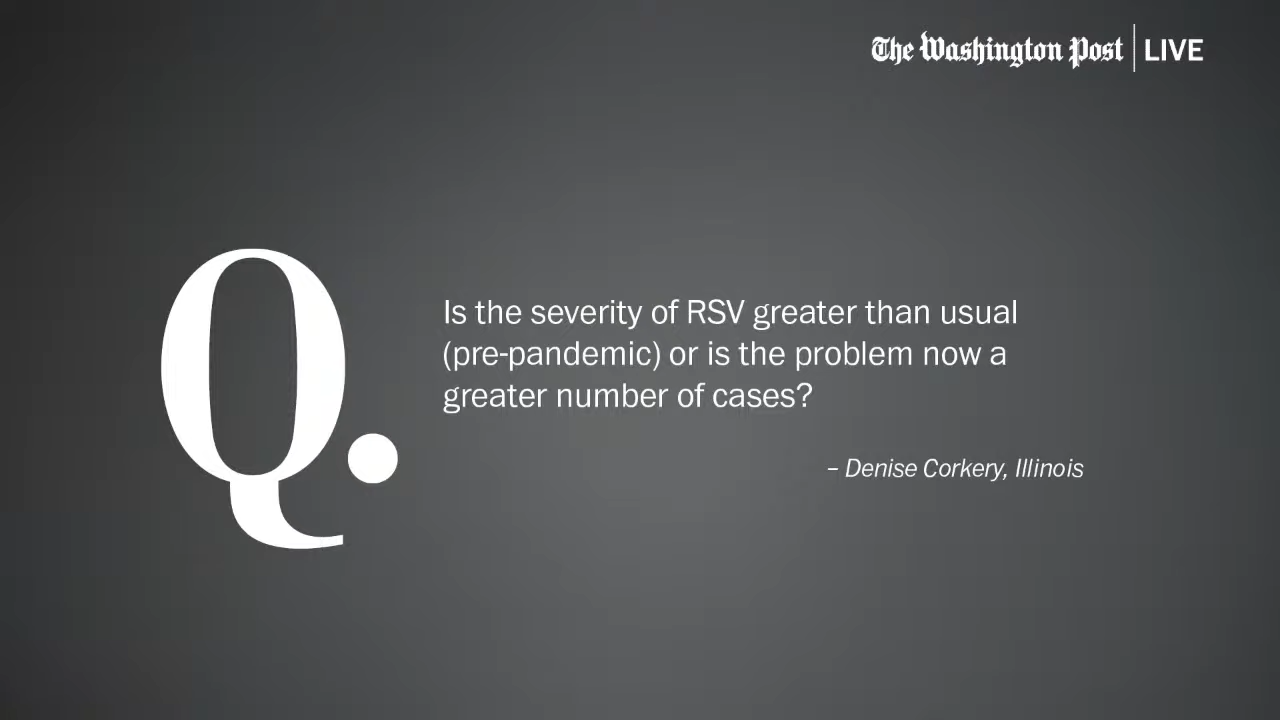 The Washington Post | LIVE
Q.
Is the severity of RSV greater than usual
(pre-pandemic) or is the problem now a
greater number of cases?
– Denise Corkery, Illinois